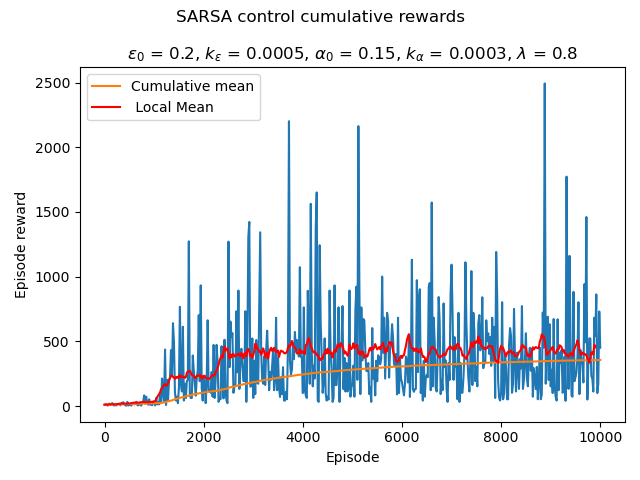 SARSA control cumulative rewards
ε₀ = 0.2, kε = 0.0005, α₀ = 0.15, kα = 0.0003, λ = 0.8
Cumulative mean
Local Mean
Episode reward
2500
2000
1500
1000
500
0
0 2000 4000 6000 8000 10000
Episode